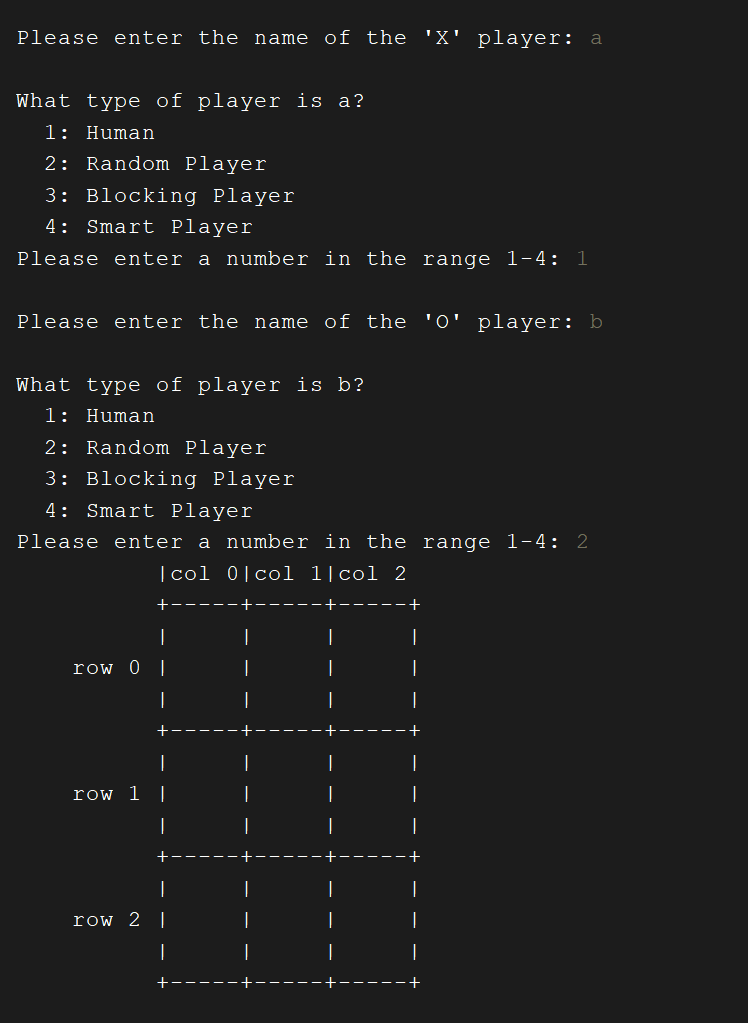 Please enter the name of the 'X' player: a
What type of player is a?
  1: Human
  2: Random Player
  3: Blocking Player
  4: Smart Player
Please enter a number in the range 1-4: 1
Please enter the name of the 'O' player: b
What type of player is b?
  1: Human
  2: Random Player
  3: Blocking Player
  4: Smart Player
Please enter a number in the range 1-4: 2
          |col 0|col 1|col 2
          +-----+-----+-----+
          |     |     |     |
    row 0 |     |     |     |
          |     |     |     |
          +-----+-----+-----+
          |     |     |     |
    row 1 |     |     |     |
          |     |     |     |
          +-----+-----+-----+
          |     |     |     |
    row 2 |     |     |     |
          |     |     |     |
          +-----+-----+-----+